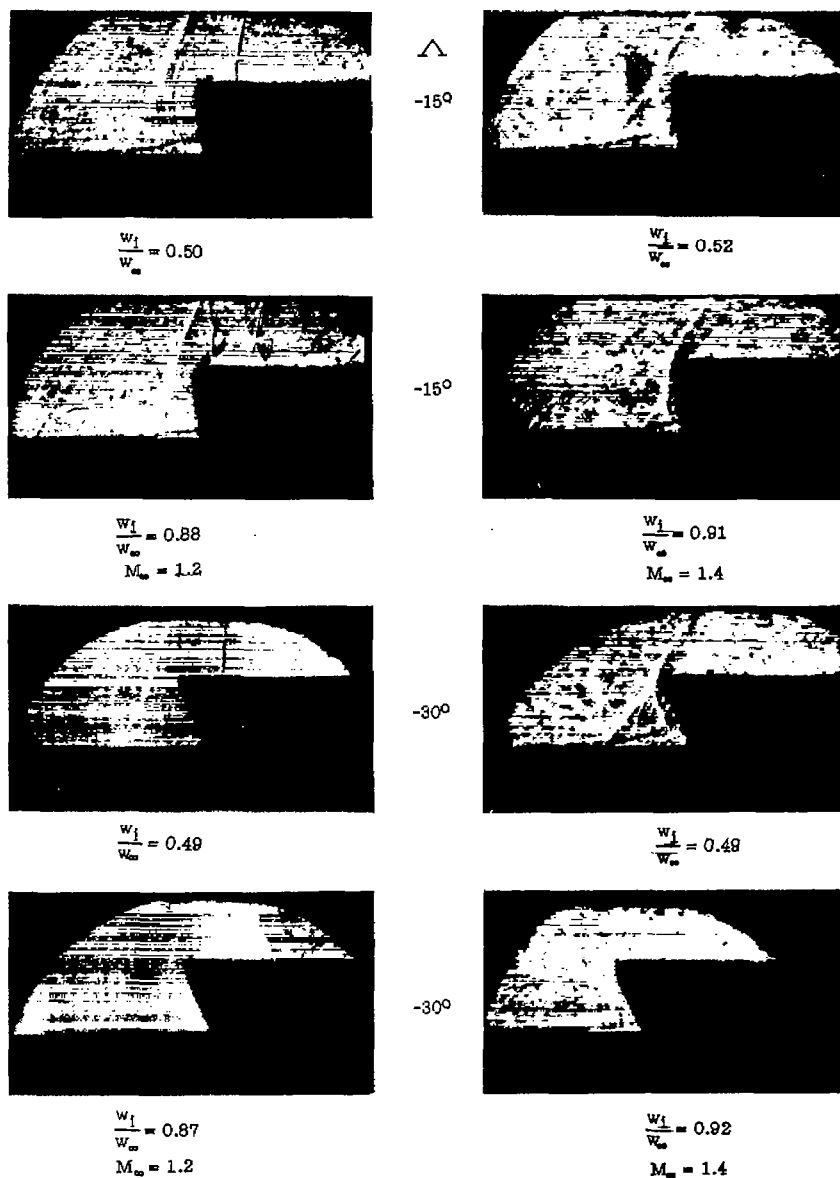 Λ
-15°
w_i/w_∞ = 0.50
w_i/w_∞ = 0.52
-15°
w_i/w_∞ = 0.88
M_∞ = 1.2
w_i/w_∞ = 0.91
M_∞ = 1.4
-30°
w_i/w_∞ = 0.49
w_i/w_∞ = 0.49
-30°
w_i/w_∞ = 0.87
M_∞ = 1.2
w_i/w_∞ = 0.92
M_∞ = 1.4